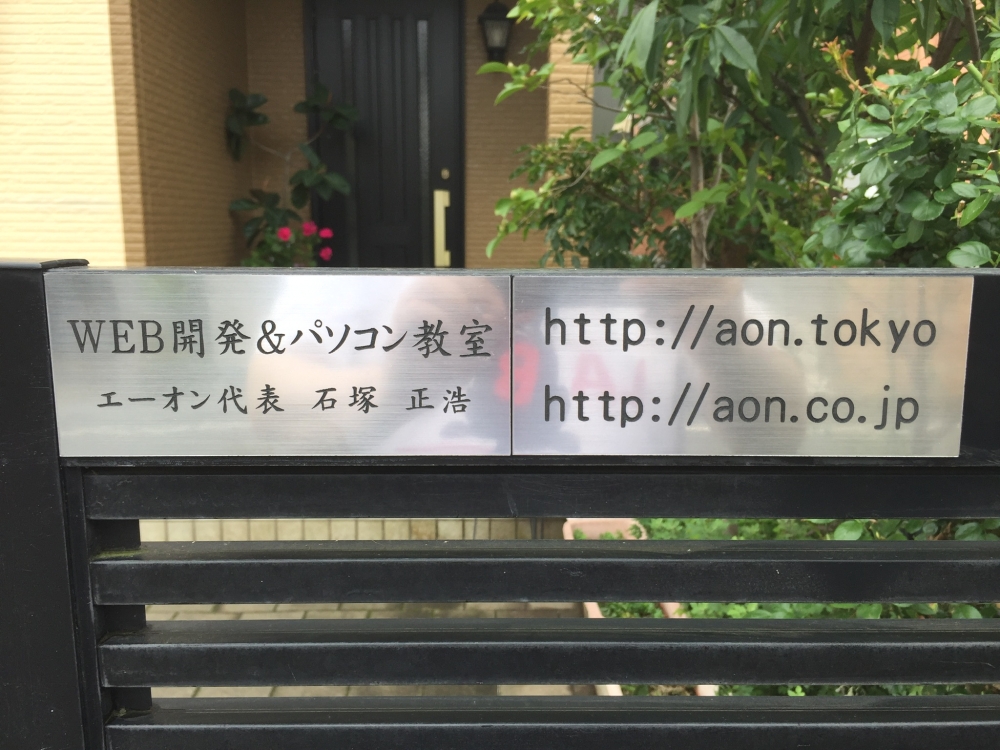 WEB開発&パソコン教室
エーオン代表 石塚 正浩
http://aon.tokyo
http://aon.co.jp